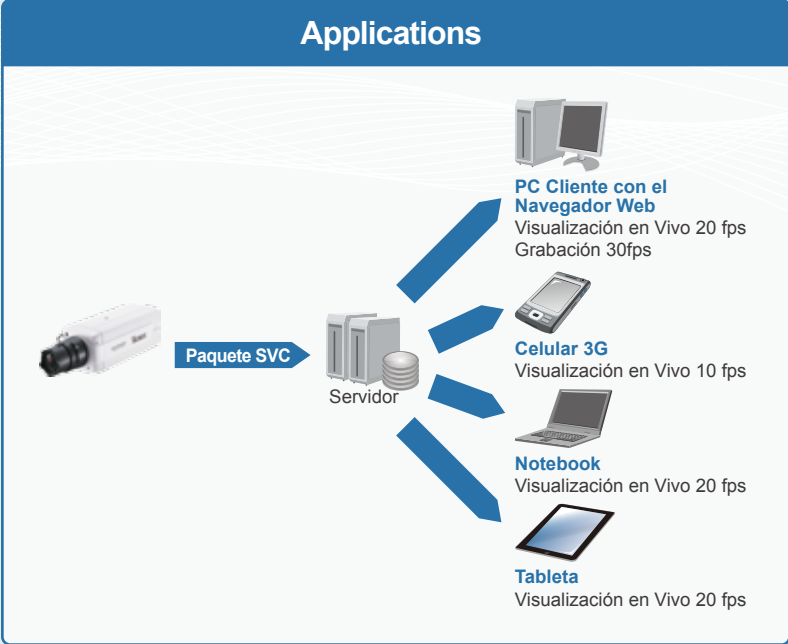 Applications
PC Cliente con el
Navegador Web
Visualización en Vivo 20 fps
Grabación 30fps
Paquete SVC
Servidor
Celular 3G
Visualización en Vivo 10 fps
Notebook
Visualización en Vivo 20 fps
Tableta
Visualización en Vivo 20 fps